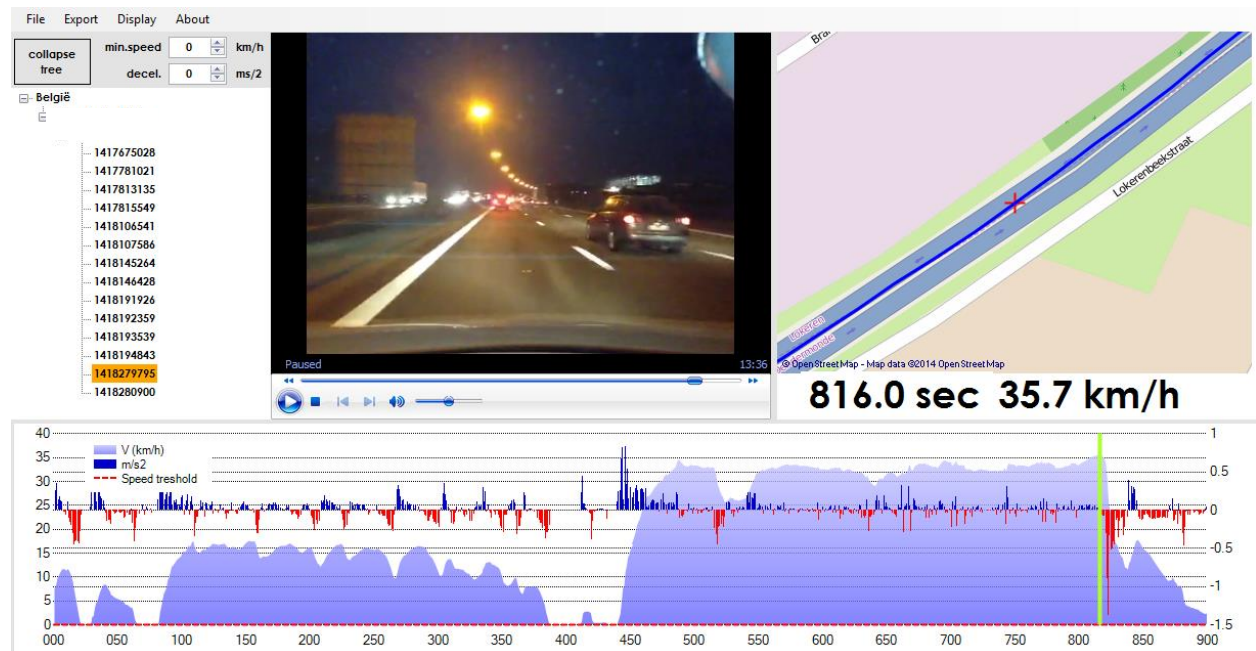 File Export Display About
collapse
tree
min.speed 0 km/h
decel. 0 ms/2
België
1417675028
1417781021
1417813135
1417815549
1418106541
1418107586
1418145264
1418146428
1418191926
1418192359
1418193539
1418194843
1418279795
1418280900
Paused 13:36
Lokerenbeekstraat
Lokeren
© OpenStreetMap - Map data ©2014 OpenStreetMap
816.0 sec 35.7 km/h
V (km/h)
m/s2
Speed treshold
40
35
30
25
20
15
10
5
0
1
0.5
0
-0.5
-1
-1.5
000 050 100 150 200 250 300 350 400 450 500 550 600 650 700 750 800 850 900